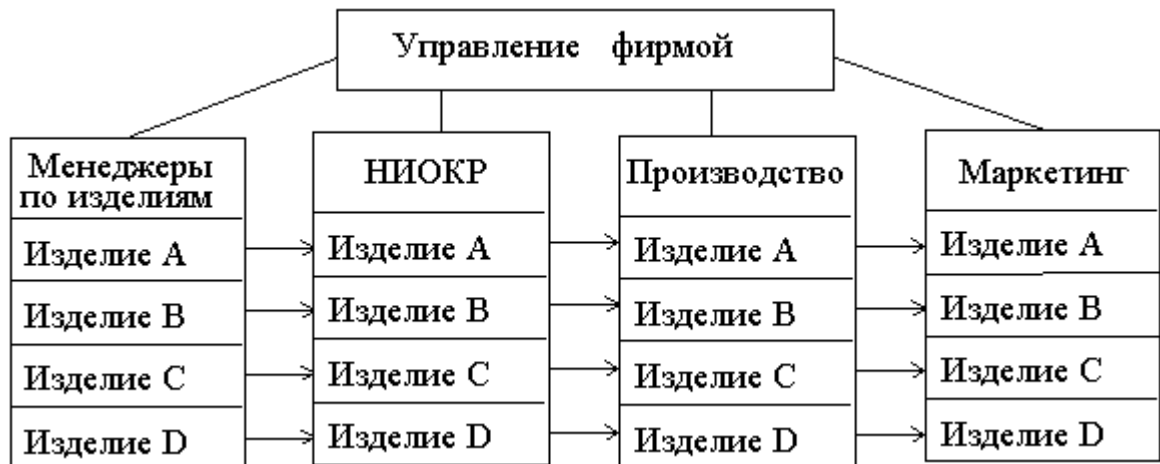 Управление фирмой
Менеджеры
по изделиям
Изделие A
Изделие B
Изделие C
Изделие D
НИОКР
Изделие A
Изделие B
Изделие C
Изделие D
Производство
Изделие A
Изделие B
Изделие C
Изделие D
Маркетинг
Изделие A
Изделие B
Изделие C
Изделие D